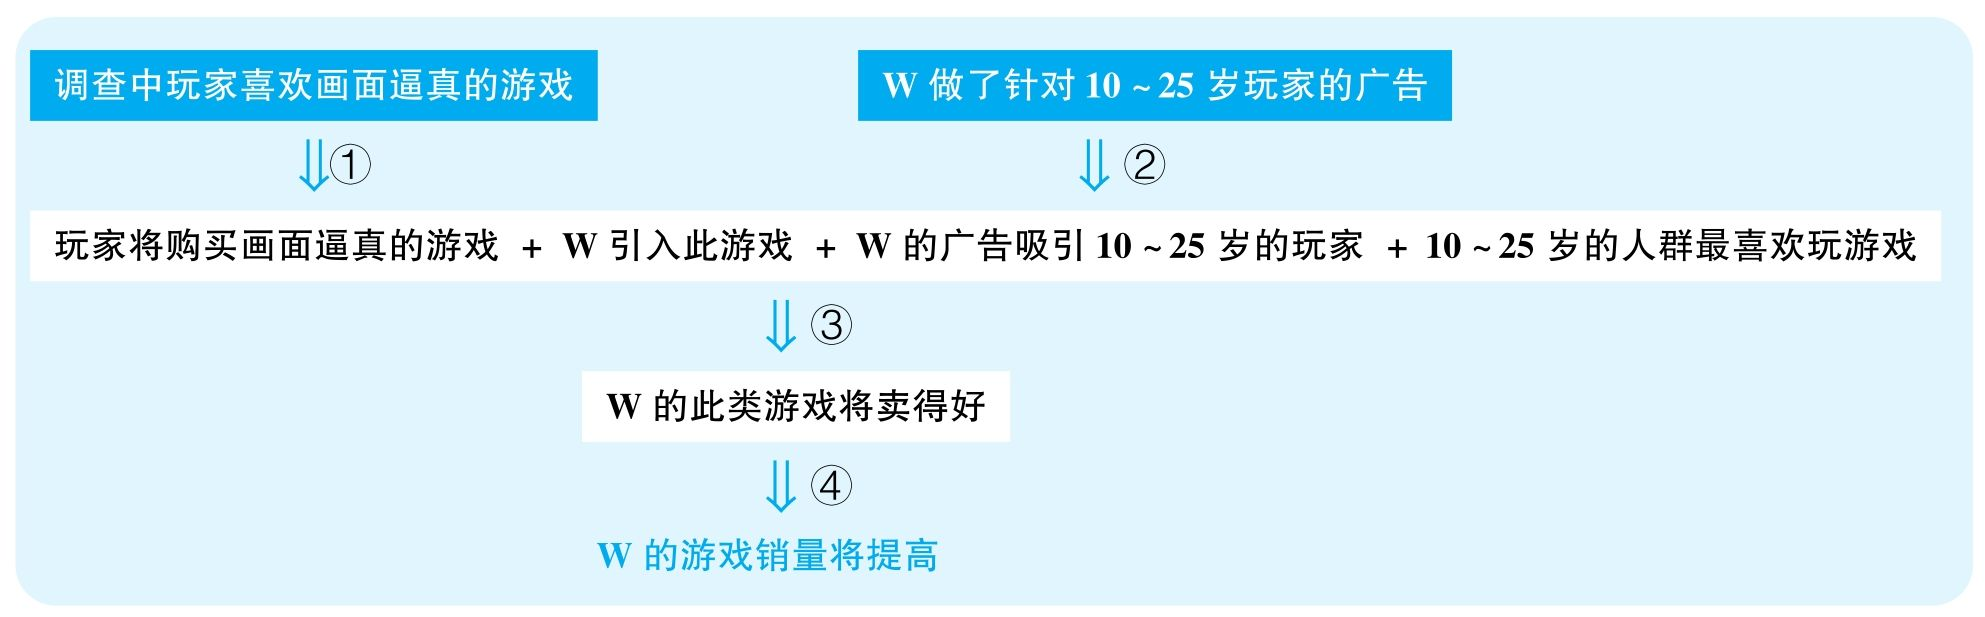 调查中玩家喜欢画面逼真的游戏
W 做了针对 10 ~ 25 岁玩家的广告
①
②
玩家将购买画面逼真的游戏 + W 引入此游戏 + W 的广告吸引 10 ~ 25 岁的玩家 + 10 ~ 25 岁的人群最喜欢玩游戏
③
W 的此类游戏将卖得好
④
W 的游戏销量将提高